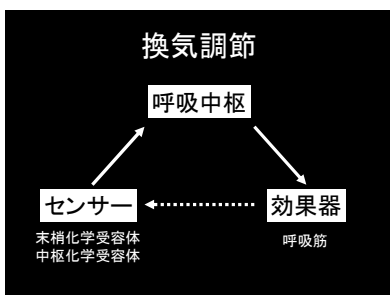 換気調節
呼吸中枢
センサー
効果器
末梢化学受容体
中枢化学受容体
呼吸筋